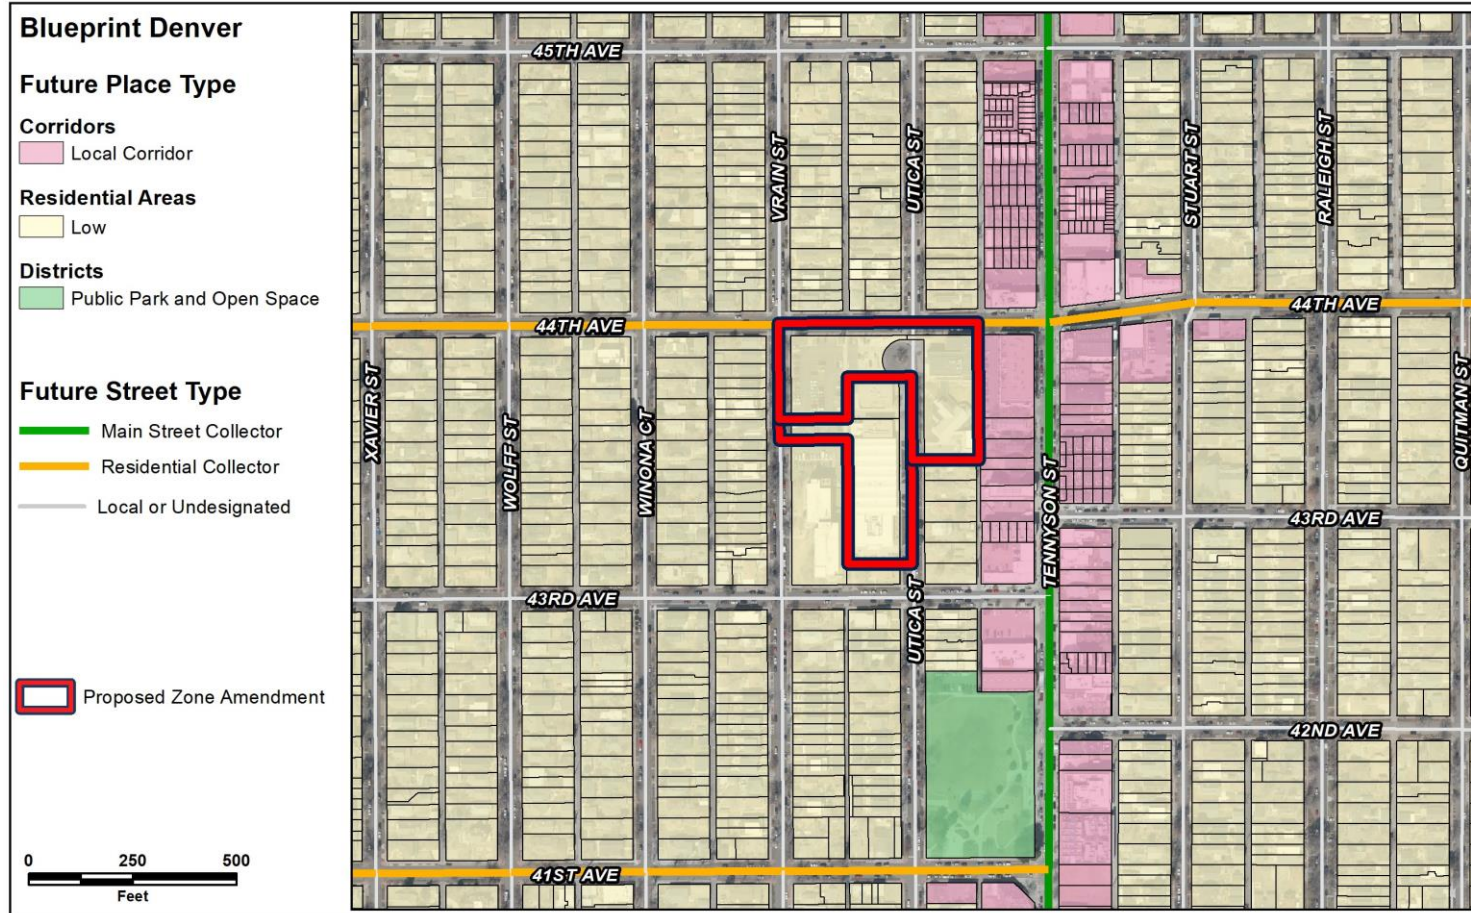 Blueprint Denver
Future Place Type
Corridors
Local Corridor
Residential Areas
Low
Districts
Public Park and Open Space
Future Street Type
Main Street Collector
Residential Collector
Local or Undesignated
Proposed Zone Amendment
0 250 500
Feet
45TH AVE
VRAIN ST
UTICA ST
STUART ST
RALEIGH ST
44TH AVE
44TH AVE
XAVIER ST
WOLFF ST
WINONA CT
TENNYSON ST
QUITMAN ST
43RD AVE
43RD AVE
UTICA ST
42ND AVE
41ST AVE